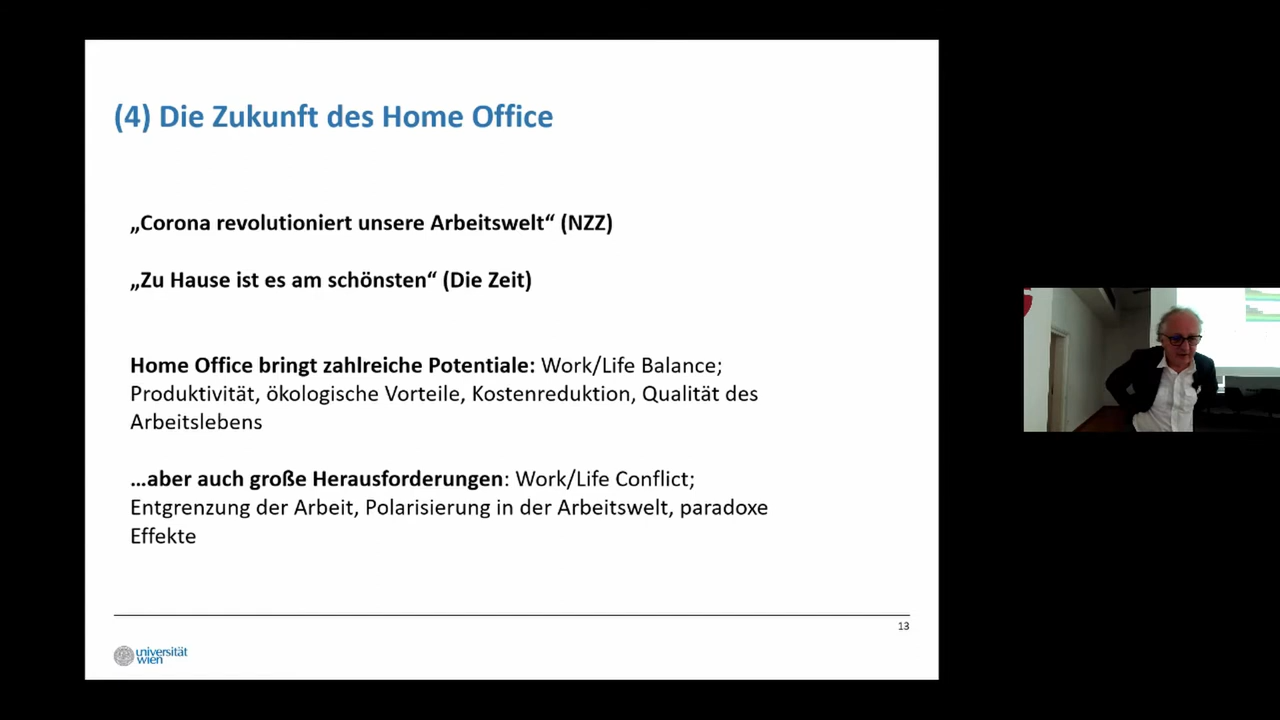 (4) Die Zukunft des Home Office
„Corona revolutioniert unsere Arbeitswelt“ (NZZ)
„Zu Hause ist es am schönsten“ (Die Zeit)
Home Office bringt zahlreiche Potentiale: Work/Life Balance;
Produktivität, ökologische Vorteile, Kostenreduktion, Qualität des
Arbeitslebens
…aber auch große Herausforderungen: Work/Life Conflict;
Entgrenzung der Arbeit, Polarisierung in der Arbeitswelt, paradoxe
Effekte
13
universität
wien